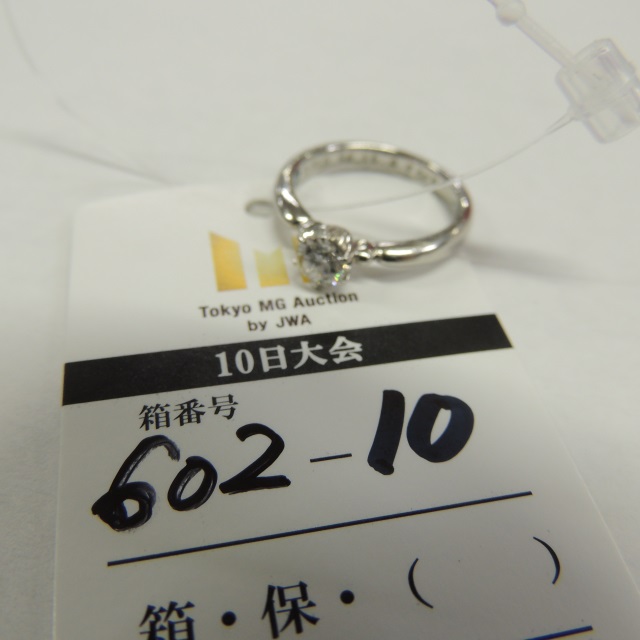 Tokyo MG Auction
by JWA
10日大会
箱番号
602-10
箱・保・（　　）